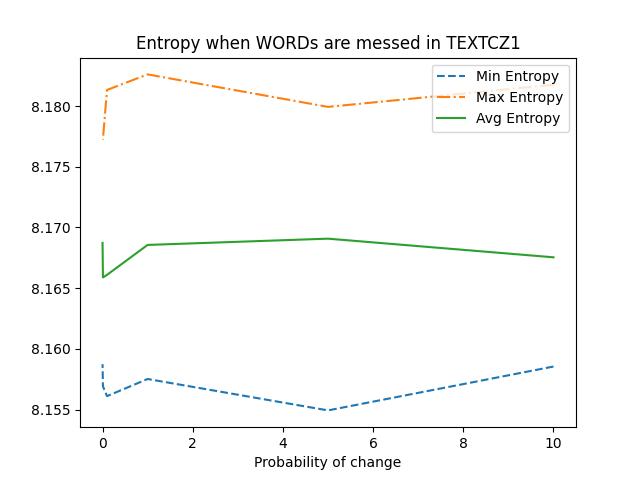 Entropy when WORDs are messed in TEXTCZ1
Min Entropy
Max Entropy
Avg Entropy
8.180
8.175
8.170
8.165
8.160
8.155
0 2 4 6 8 10
Probability of change